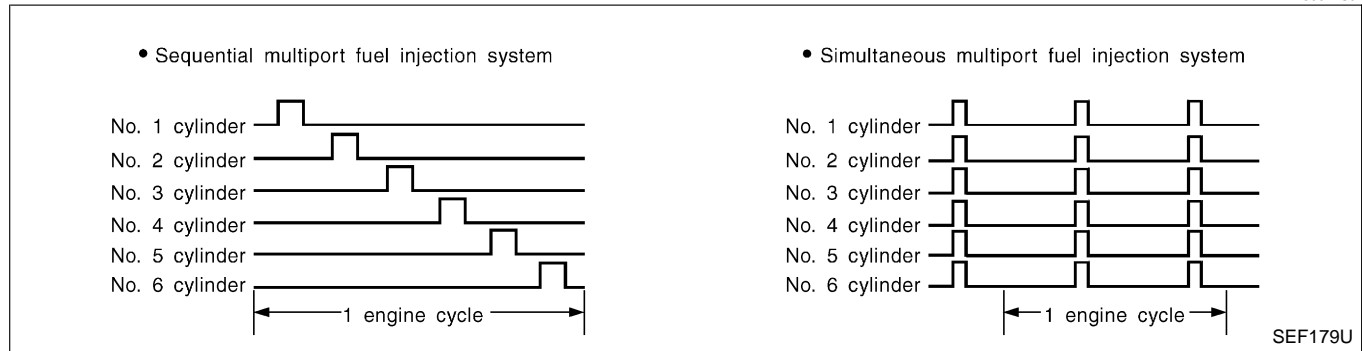 • Sequential multiport fuel injection system
No. 1 cylinder
No. 2 cylinder
No. 3 cylinder
No. 4 cylinder
No. 5 cylinder
No. 6 cylinder
1 engine cycle
• Simultaneous multiport fuel injection system
No. 1 cylinder
No. 2 cylinder
No. 3 cylinder
No. 4 cylinder
No. 5 cylinder
No. 6 cylinder
1 engine cycle
SEF179U